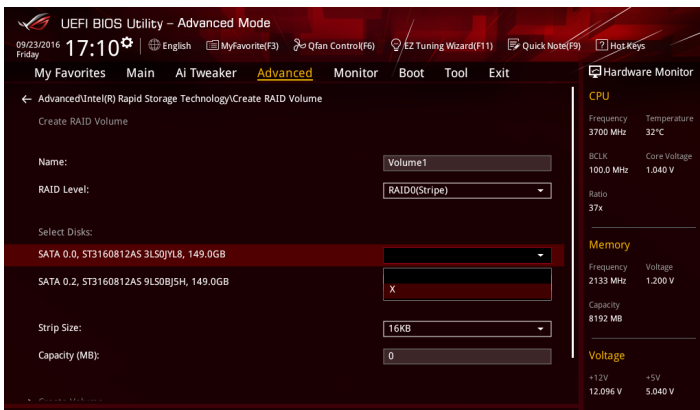 UEFI BIOS Utility – Advanced Mode
09/23/2016 Friday 17:10 English MyFavorite(F3) Qfan Control(F6) EZ Tuning Wizard(F11) Quick Note(F9) Hot Keys
My Favorites Main Ai Tweaker Advanced Monitor Boot Tool Exit
Advanced\Intel(R) Rapid Storage Technology\Create RAID Volume
Create RAID Volume
Name: Volume1
RAID Level: RAID0(Stripe)
Select Disks:
SATA 0.0, ST3160812AS 3LS0JYL8, 149.0GB
SATA 0.2, ST3160812AS 9LS0BJ5H, 149.0GB
X
Strip Size: 16KB
Capacity (MB): 0
Create Volume
Hardware Monitor
CPU
Frequency Temperature
3700 MHz 32°C
BCLK Core Voltage
100.0 MHz 1.040 V
Ratio
37x
Memory
Frequency Voltage
2133 MHz 1.200 V
Capacity
8192 MB
Voltage
+12V +5V
12.096 V 5.040 V